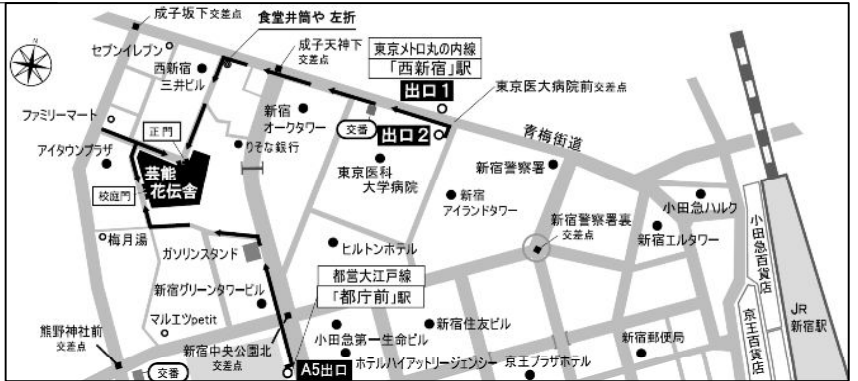 成子坂下交差点
食堂井筒や 左折
N
セブンイレブン
西新宿
三井ビル
成子天神下
交差点
東京メトロ丸の内線
「西新宿」駅
出口1
東京医大病院前交差点
ファミリーマート
正門
新宿
オークタワー
交番
出口2
青梅街道
アイタウンプラザ
りそな銀行
芸能
花伝舎
東京医科
大学病院
新宿警察署
校庭門
新宿
アイランドタワー
新宿警察署裏
交差点
小田急ハルク
新宿エルタワー
小田急百貨店
梅月湯
ガソリンスタンド
ヒルトンホテル
都営大江戸線
「都庁前」駅
新宿グリーンタワービル
マルエツpetit
熊野神社前
交差点
新宿中央公園北
交差点
小田急第一生命ビル
新宿住友ビル
新宿郵便局
京王百貨店
JR
新宿駅
交番
A5出口
ホテルハイアットリージェンシー
京王プラザホテル